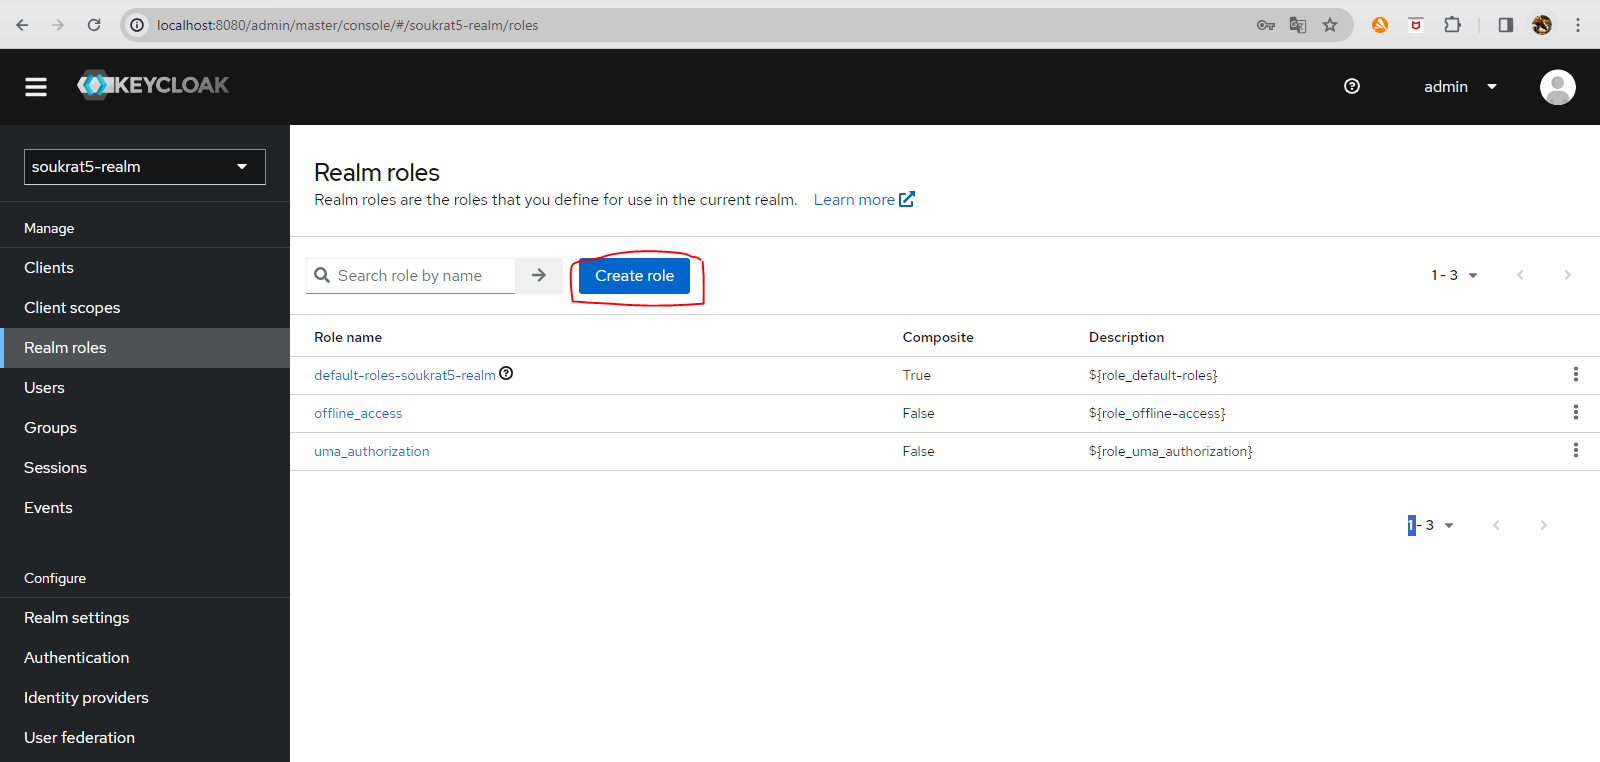 localhost:8080/admin/master/console/#/soukrat5-realm/roles
KEYCLOAK
admin
soukrat5-realm
Manage
Clients
Client scopes
Realm roles
Users
Groups
Sessions
Events
Configure
Realm settings
Authentication
Identity providers
User federation
Realm roles
Realm roles are the roles that you define for use in the current realm. Learn more
Search role by name
Create role
1 - 3
Role name Composite Description
default-roles-soukrat5-realm True ${role_default-roles}
offline_access False ${role_offline-access}
uma_authorization False ${role_uma_authorization}
1 - 3